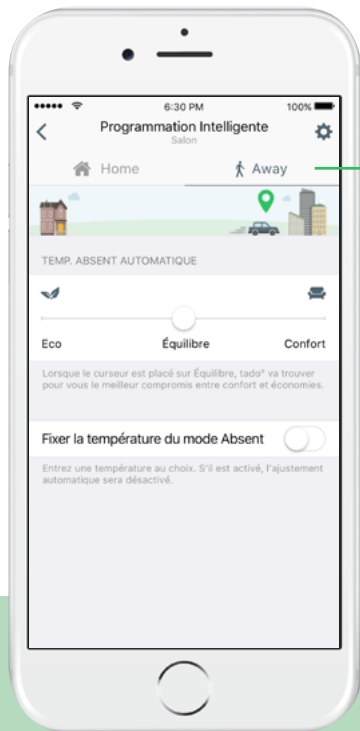 6:30 PM
100%
Programmation Intelligente
Salon
Home
Away
TEMP. ABSENT AUTOMATIQUE
Eco
Équilibre
Confort
Lorsque le curseur est placé sur Équilibre, tado° va trouver
pour vous le meilleur compromis entre confort et économies.
Fixer la température du mode Absent
Entrez une température au choix. S'il est activé, l'ajustement
automatique sera désactivé.